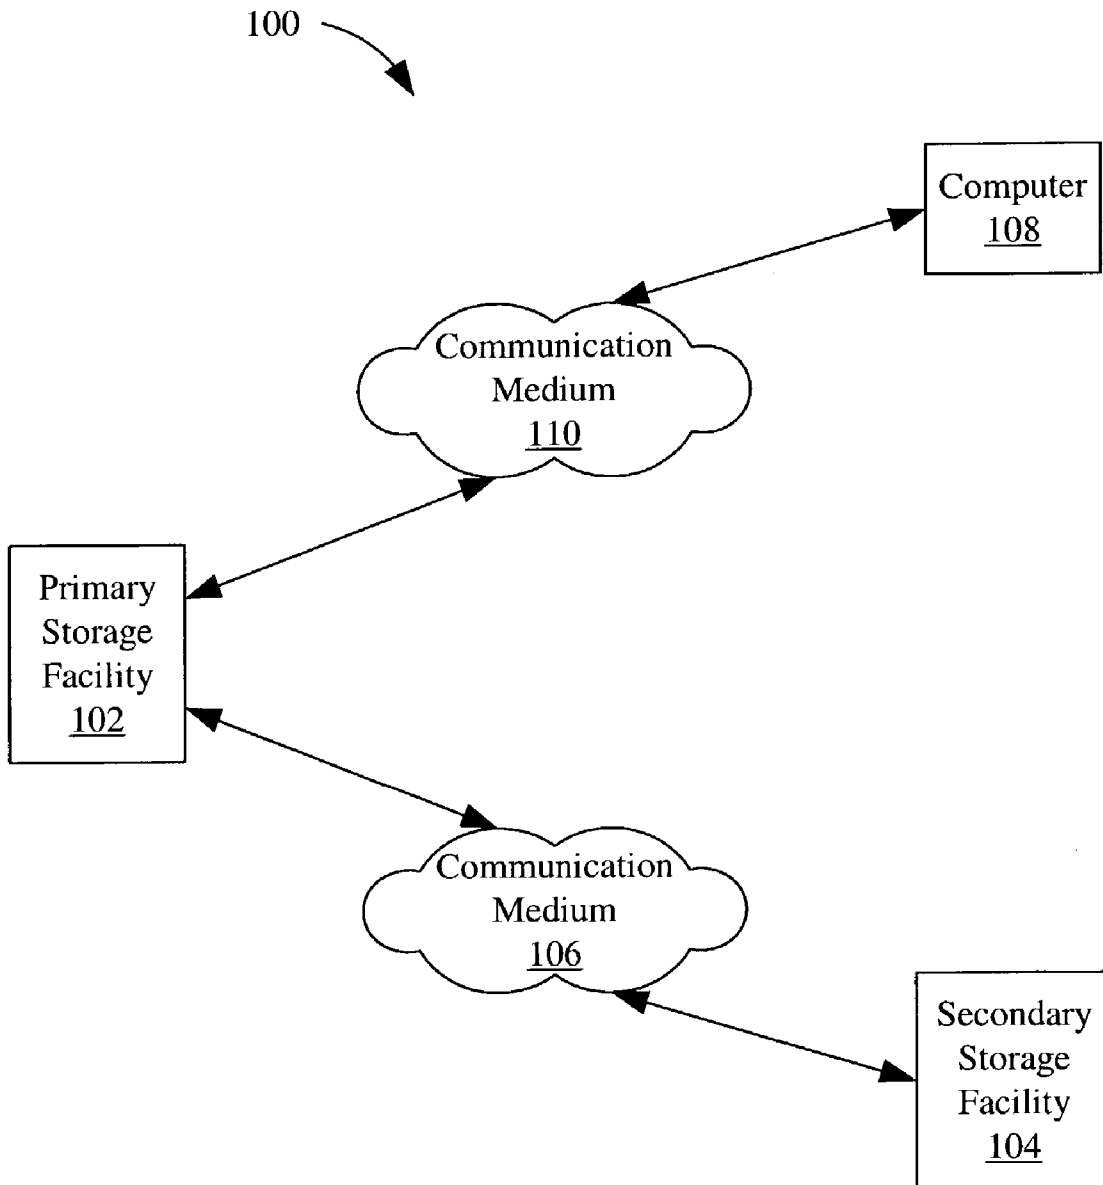 100
Computer
108
Communication
Medium
110
Primary
Storage
Facility
102
Communication
Medium
106
Secondary
Storage
Facility
104